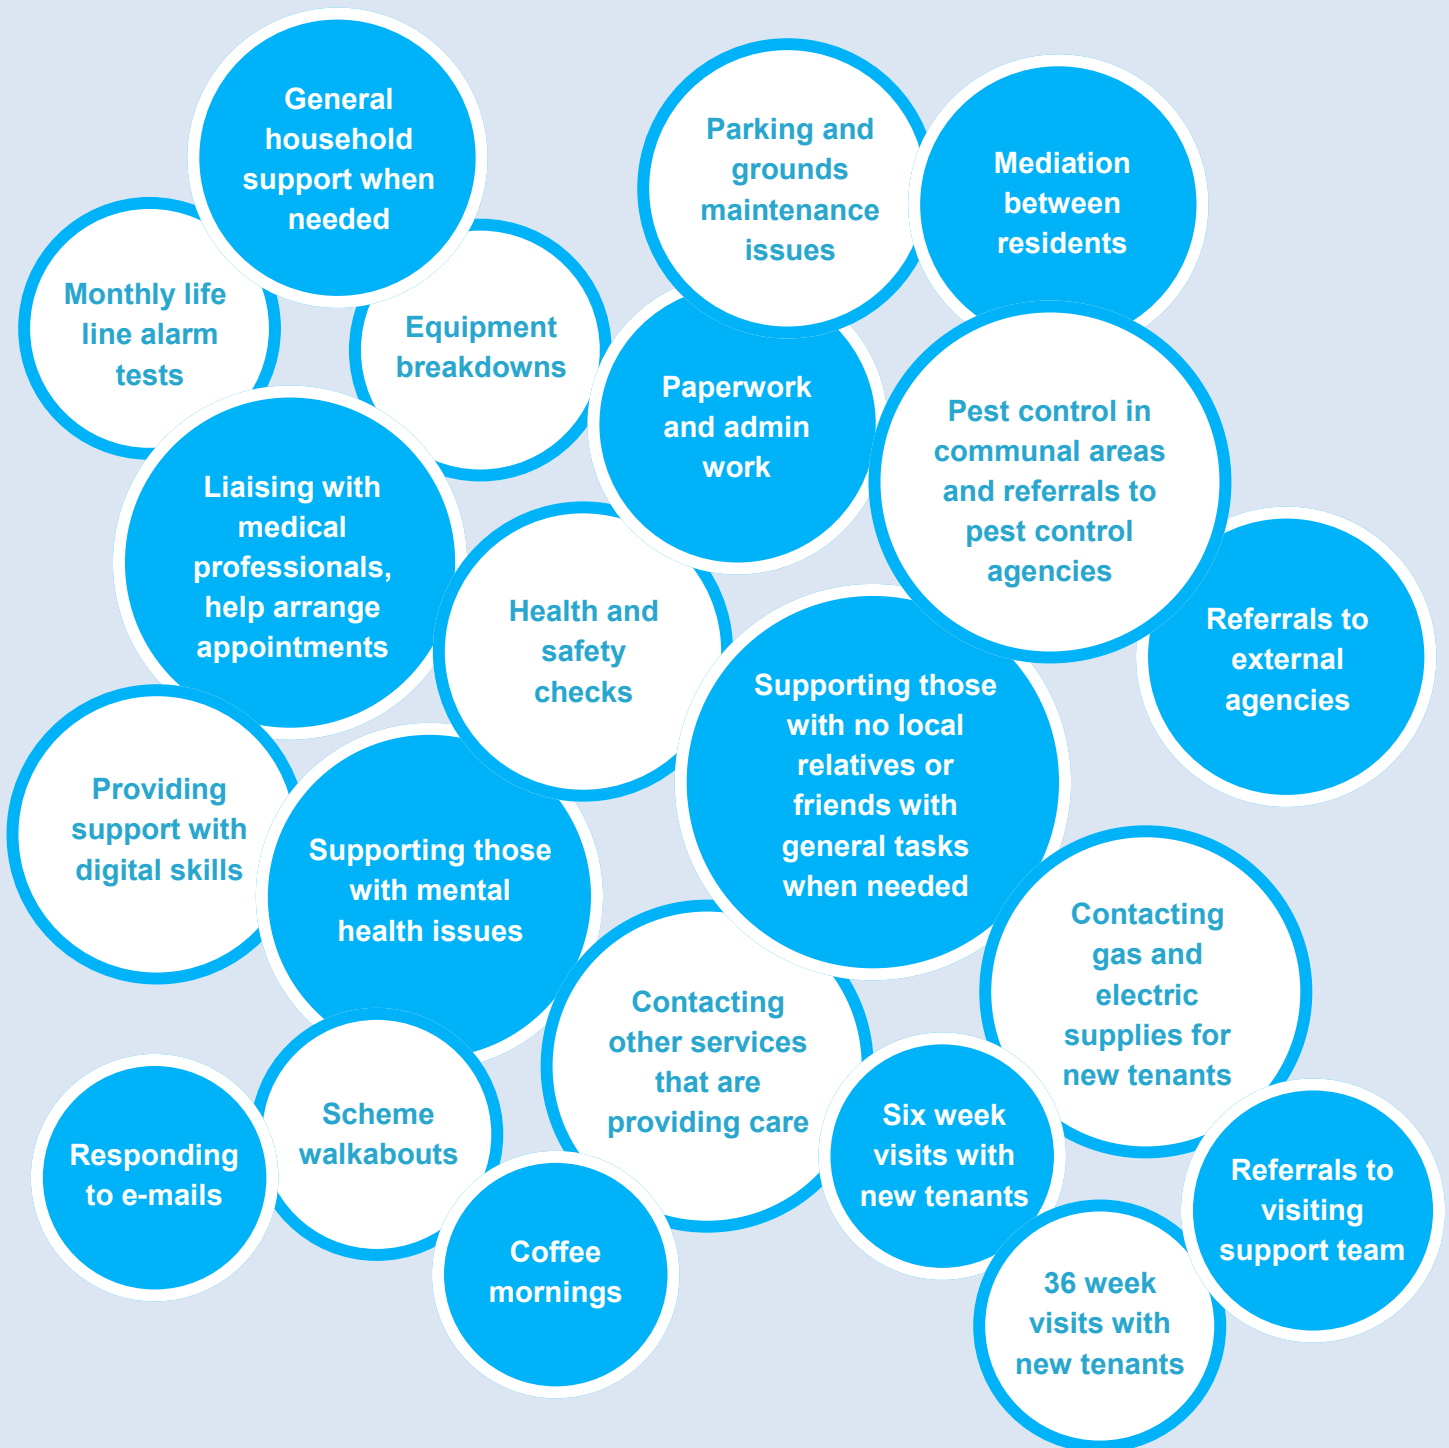 General
household
support when
needed
Parking and
grounds
maintenance
issues
Mediation
between
residents
Monthly life
line alarm
tests
Equipment
breakdowns
Paperwork
and admin
work
Pest control in
communal areas
and referrals to
pest control
agencies
Liaising with
medical
professionals,
help arrange
appointments
Health and
safety
checks
Referrals to
external
agencies
Supporting those
with no local
relatives or
friends with
general tasks
when needed
Providing
support with
digital skills
Supporting those
with mental
health issues
Contacting
gas and
electric
supplies for
new tenants
Contacting
other services
that are
providing care
Scheme
walkabouts
Six week
visits with
new tenants
Responding
to e-mails
Referrals to
visiting
support team
Coffee
mornings
36 week
visits with
new tenants